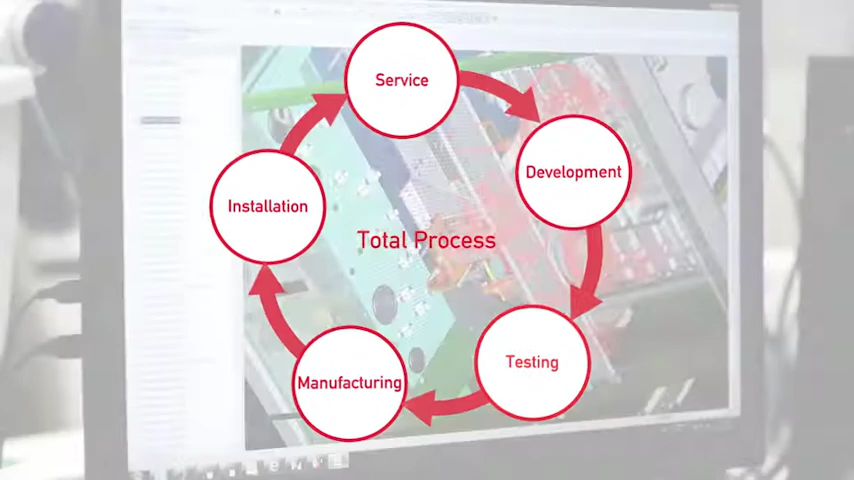 Service
Development
Installation
Total Process
Testing
Manufacturing